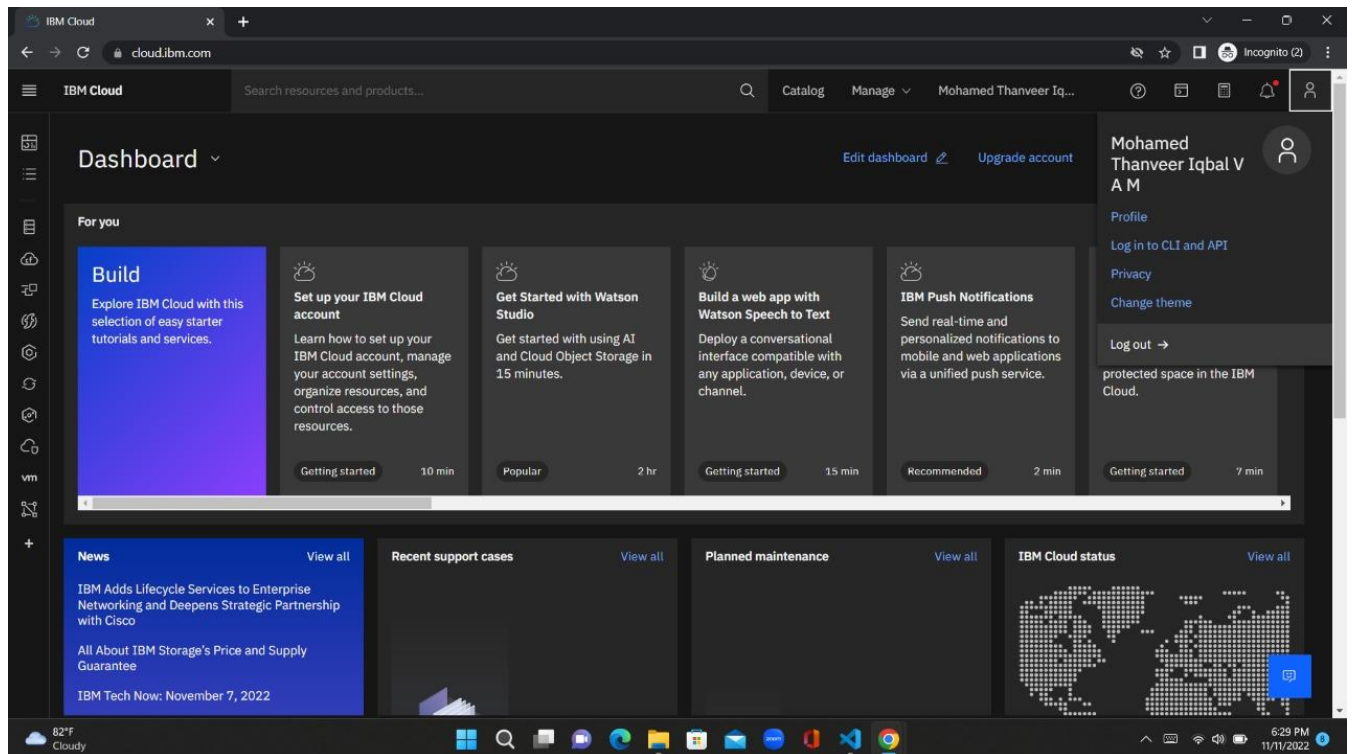 IBM Cloud
cloud.ibm.com
Incognito (2)
IBM Cloud
Search resources and products...
Catalog
Manage
Mohamed Thanveer Iq...
Dashboard
Edit dashboard
Upgrade account
Mohamed
Thanveer Iqbal V
A M
Profile
Log in to CLI and API
Privacy
Change theme
Log out →
For you
Build
Explore IBM Cloud with this
selection of easy starter
tutorials and services.
Set up your IBM Cloud
account
Learn how to set up your
IBM Cloud account, manage
your account settings,
organize resources, and
control access to those
resources.
Getting started
10 min
Get Started with Watson
Studio
Get started with using AI
and Cloud Object Storage in
15 minutes.
Popular
2 hr
Build a web app with
Watson Speech to Text
Deploy a conversational
interface compatible with
any application, device, or
channel.
Getting started
15 min
IBM Push Notifications
Send real-time and
personalized notifications to
mobile and web applications
via a unified push service.
Recommended
2 min
protected space in the IBM
Cloud.
Getting started
7 min
vm
News
View all
IBM Adds Lifecycle Services to Enterprise
Networking and Deepens Strategic Partnership
with Cisco
All About IBM Storage's Price and Supply
Guarantee
IBM Tech Now: November 7, 2022
Recent support cases
View all
Planned maintenance
View all
IBM Cloud status
View all
82°F
Cloudy
6:29 PM
11/11/2022
8